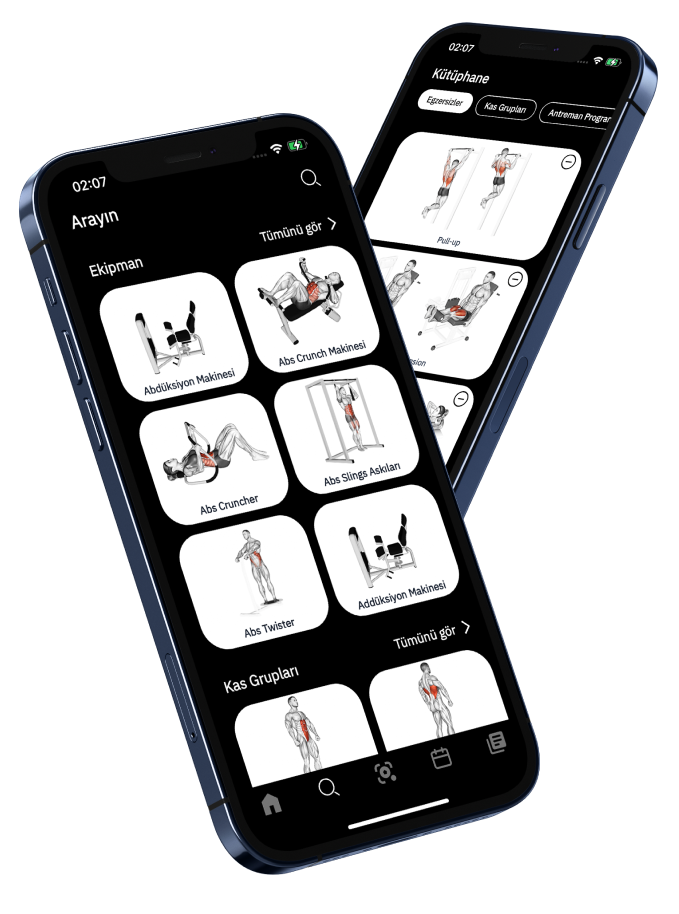 02:07
Arayın
Ekipman
Tümünü gör
Abdüksiyon Makinesi
Abs Crunch Makinesi
Abs Cruncher
Abs Slings Askıları
Abs Twister
Addüksiyon Makinesi
Kas Grupları
Tümünü gör
02:07
Kütüphane
Egzersizler
Kas Grupları
Antreman Progra
Pull-up